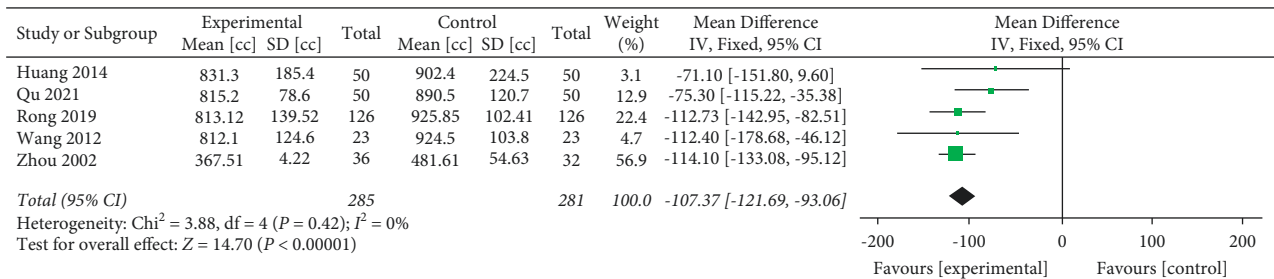 Study or Subgroup Experimental Total Control Total Weight Mean Difference Mean Difference
Mean [cc] SD [cc] Mean [cc] SD [cc] (%) IV, Fixed, 95% CI IV, Fixed, 95% CI
Huang 2014 831.3 185.4 50 902.4 224.5 50 3.1 -71.10 [-151.80, 9.60]
Qu 2021 815.2 78.6 50 890.5 120.7 50 12.9 -75.30 [-115.22, -35.38]
Rong 2019 813.12 139.52 126 925.85 102.41 126 22.4 -112.73 [-142.95, -82.51]
Wang 2012 812.1 124.6 23 924.5 103.8 23 4.7 -112.40 [-178.68, -46.12]
Zhou 2002 367.51 4.22 36 481.61 54.63 32 56.9 -114.10 [-133.08, -95.12]
Total (95% CI) 285 281 100.0 -107.37 [-121.69, -93.06]
Heterogeneity: Chi² = 3.88, df = 4 (P = 0.42); I² = 0%
Test for overall effect: Z = 14.70 (P < 0.00001)
-200 -100 0 100 200
Favours [experimental] Favours [control]